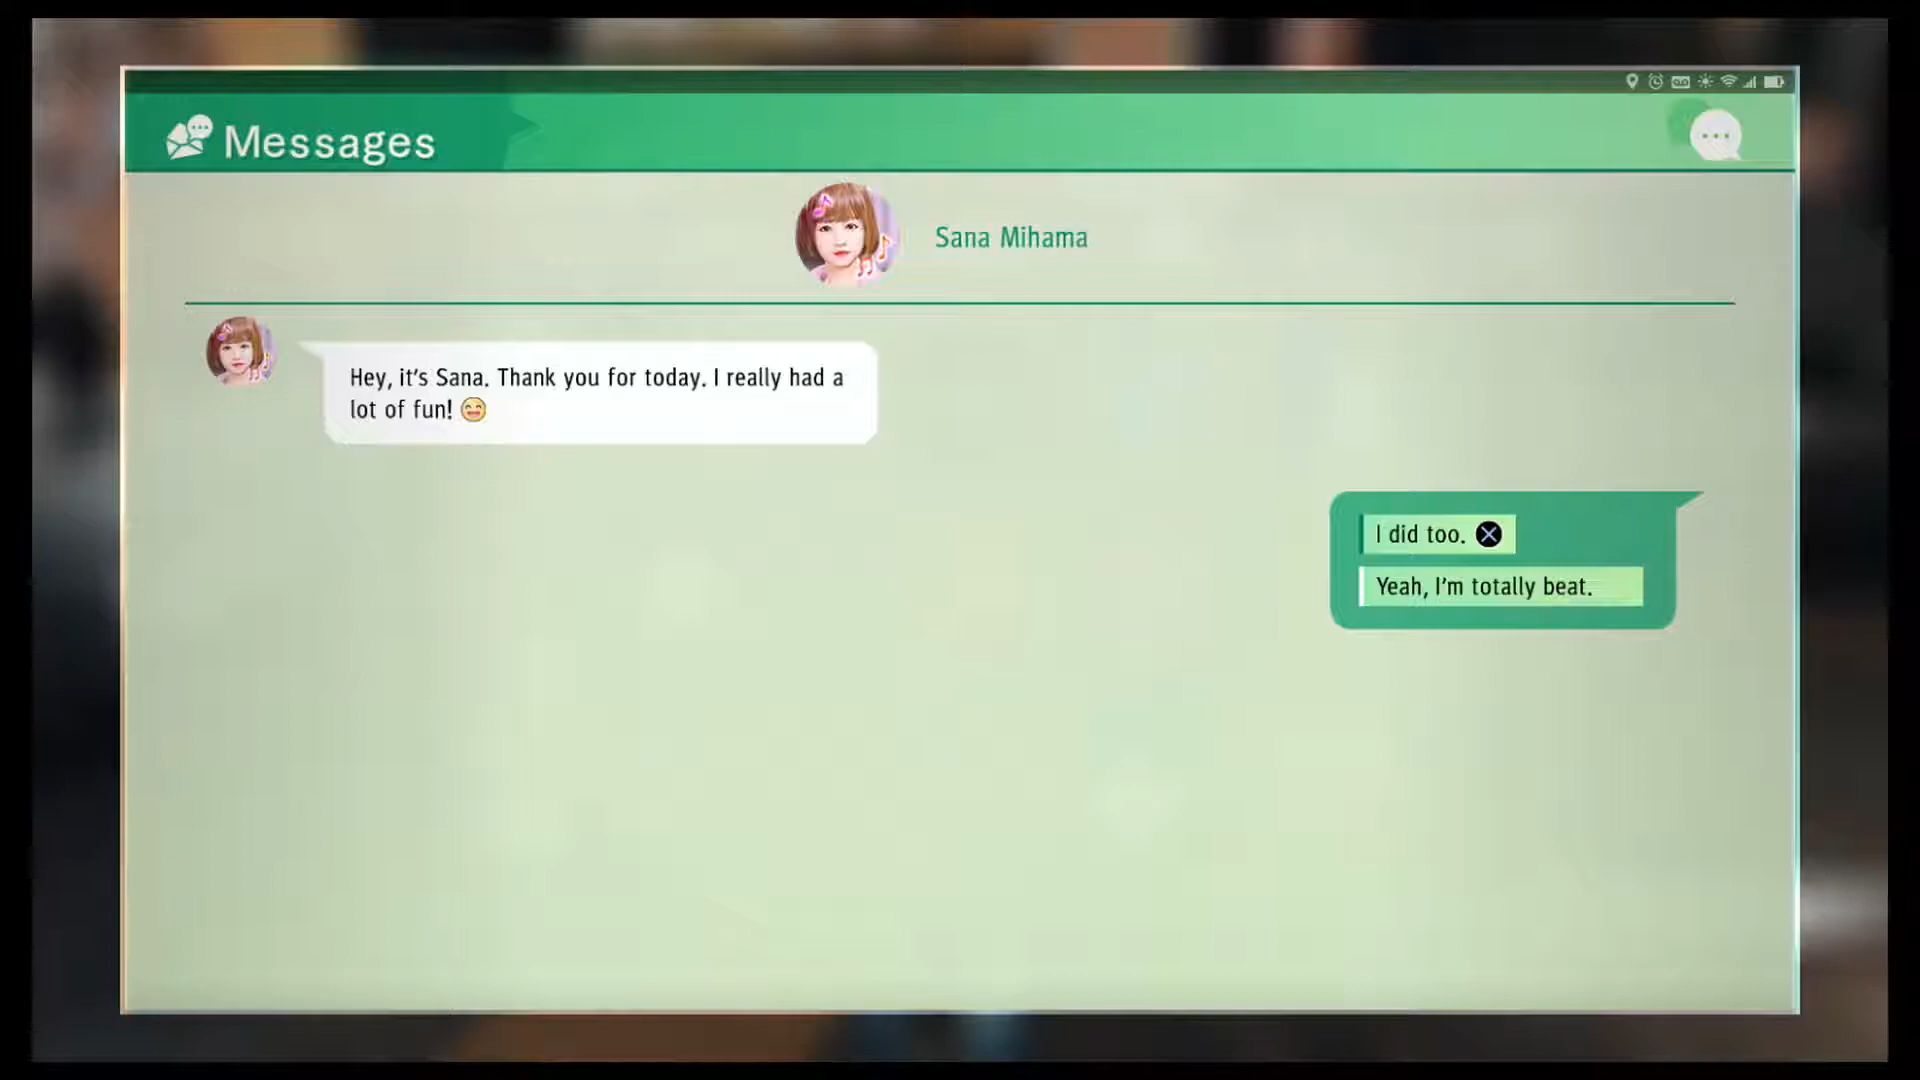 Messages
Sana Mihama
Hey, it's Sana. Thank you for today. I really had a
lot of fun! 😄
I did too.
Yeah, I'm totally beat.